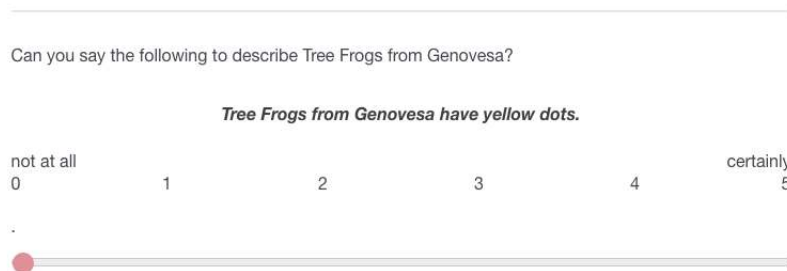 Can you say the following to describe Tree Frogs from Genovesa?
Tree Frogs from Genovesa have yellow dots.
not at all certainly
0 1 2 3 4 5
.